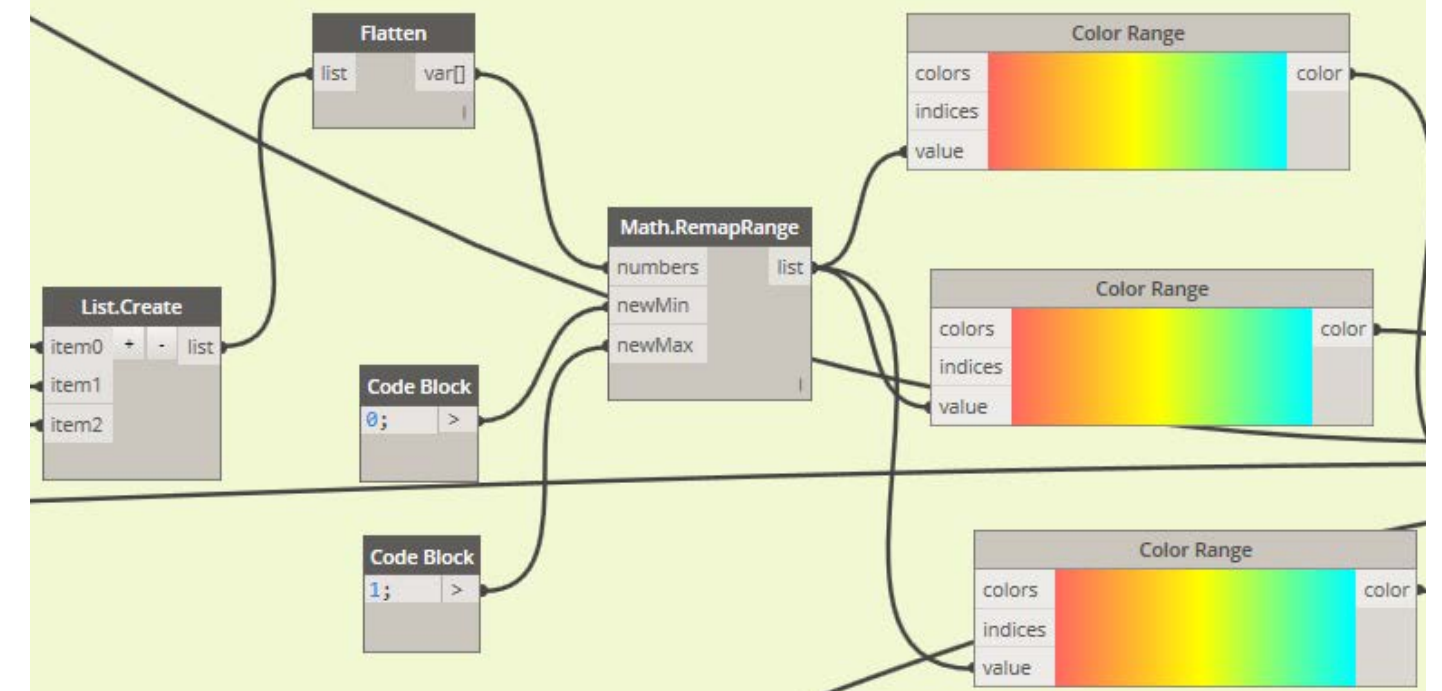 Flatten
list var[]
Color Range
colors color
indices
value
Math.RemapRange
numbers list
newMin
newMax
List.Create
item0 + - list
item1
item2
Code Block
0; >
Color Range
colors color
indices
value
Code Block
1; >
Color Range
colors color
indices
value